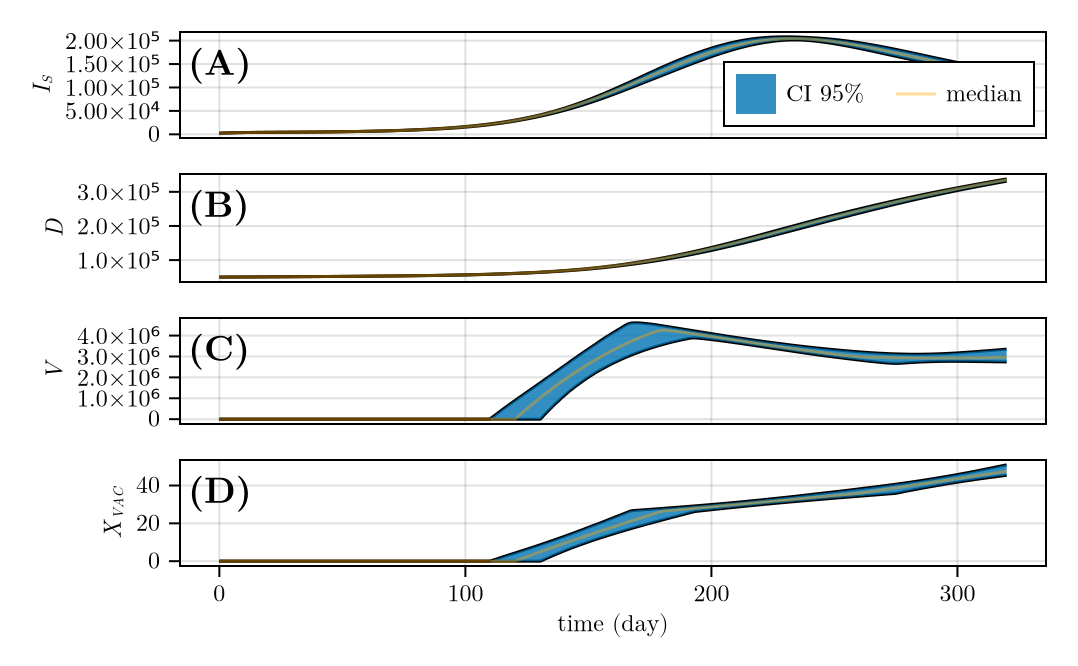 (A)
I_S
2.00×10⁵
1.50×10⁵
1.00×10⁵
5.00×10⁴
0
CI 95% median
(B)
D
3.0×10⁵
2.0×10⁵
1.0×10⁵
(C)
V
4.0×10⁶
3.0×10⁶
2.0×10⁶
1.0×10⁶
0
(D)
X_VAC
40
20
0
0 100 200 300
time (day)